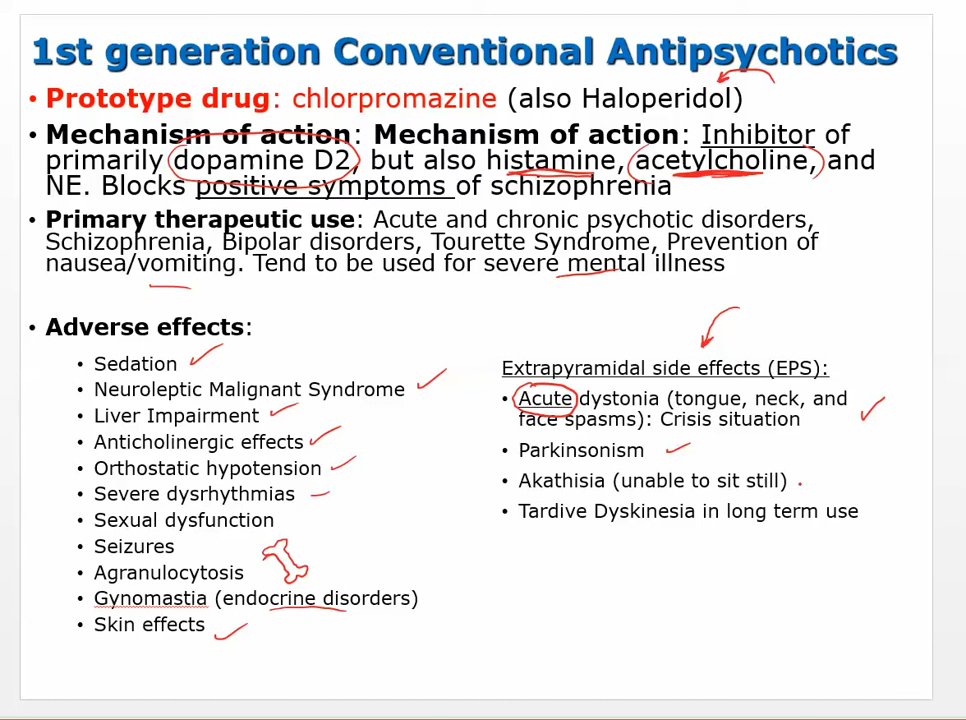 1st generation Conventional Antipsychotics
• Prototype drug: chlorpromazine (also Haloperidol)
• Mechanism of action: Mechanism of action: Inhibitor of
primarily dopamine D2, but also histamine, acetylcholine, and
NE. Blocks positive symptoms of schizophrenia
• Primary therapeutic use: Acute and chronic psychotic disorders,
Schizophrenia, Bipolar disorders, Tourette Syndrome, Prevention of
nausea/vomiting. Tend to be used for severe mental illness
• Adverse effects:
• Sedation
• Neuroleptic Malignant Syndrome
• Liver Impairment
• Anticholinergic effects
• Orthostatic hypotension
• Severe dysrhythmias
• Sexual dysfunction
• Seizures
• Agranulocytosis
• Gynomastia (endocrine disorders)
• Skin effects
Extrapyramidal side effects (EPS):
• Acute dystonia (tongue, neck, and
face spasms): Crisis situation
• Parkinsonism
• Akathisia (unable to sit still)
• Tardive Dyskinesia in long term use